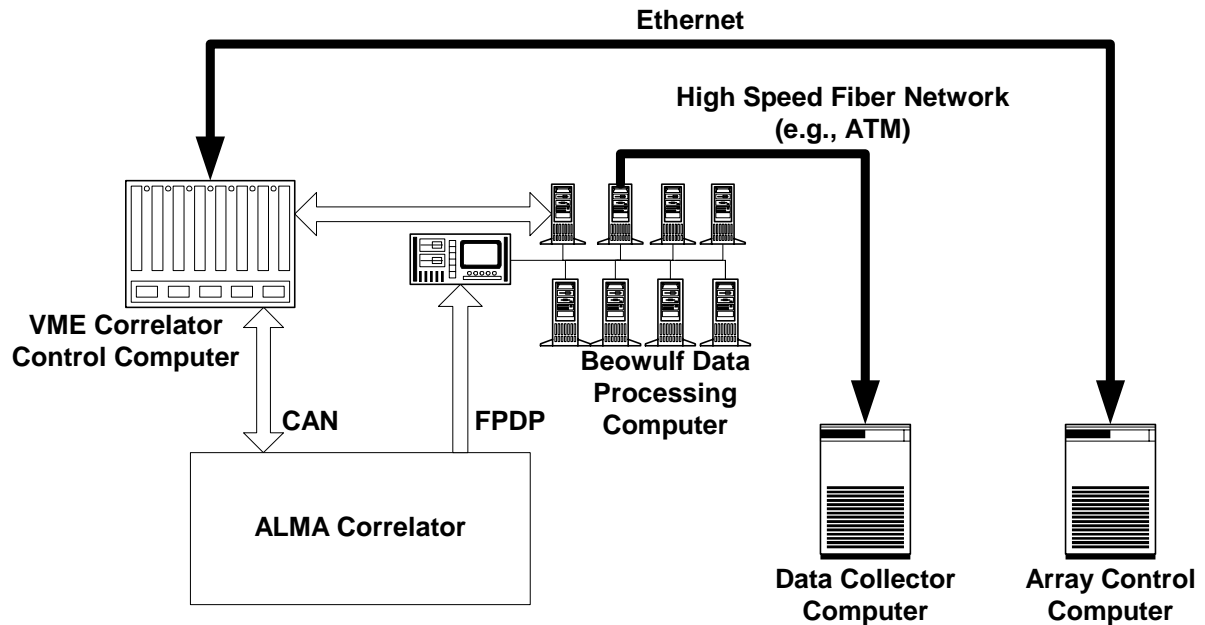 Ethernet
High Speed Fiber Network
(e.g., ATM)
VME Correlator
Control Computer
Beowulf Data
Processing
Computer
CAN
FPDP
ALMA Correlator
Data Collector
Computer
Array Control
Computer